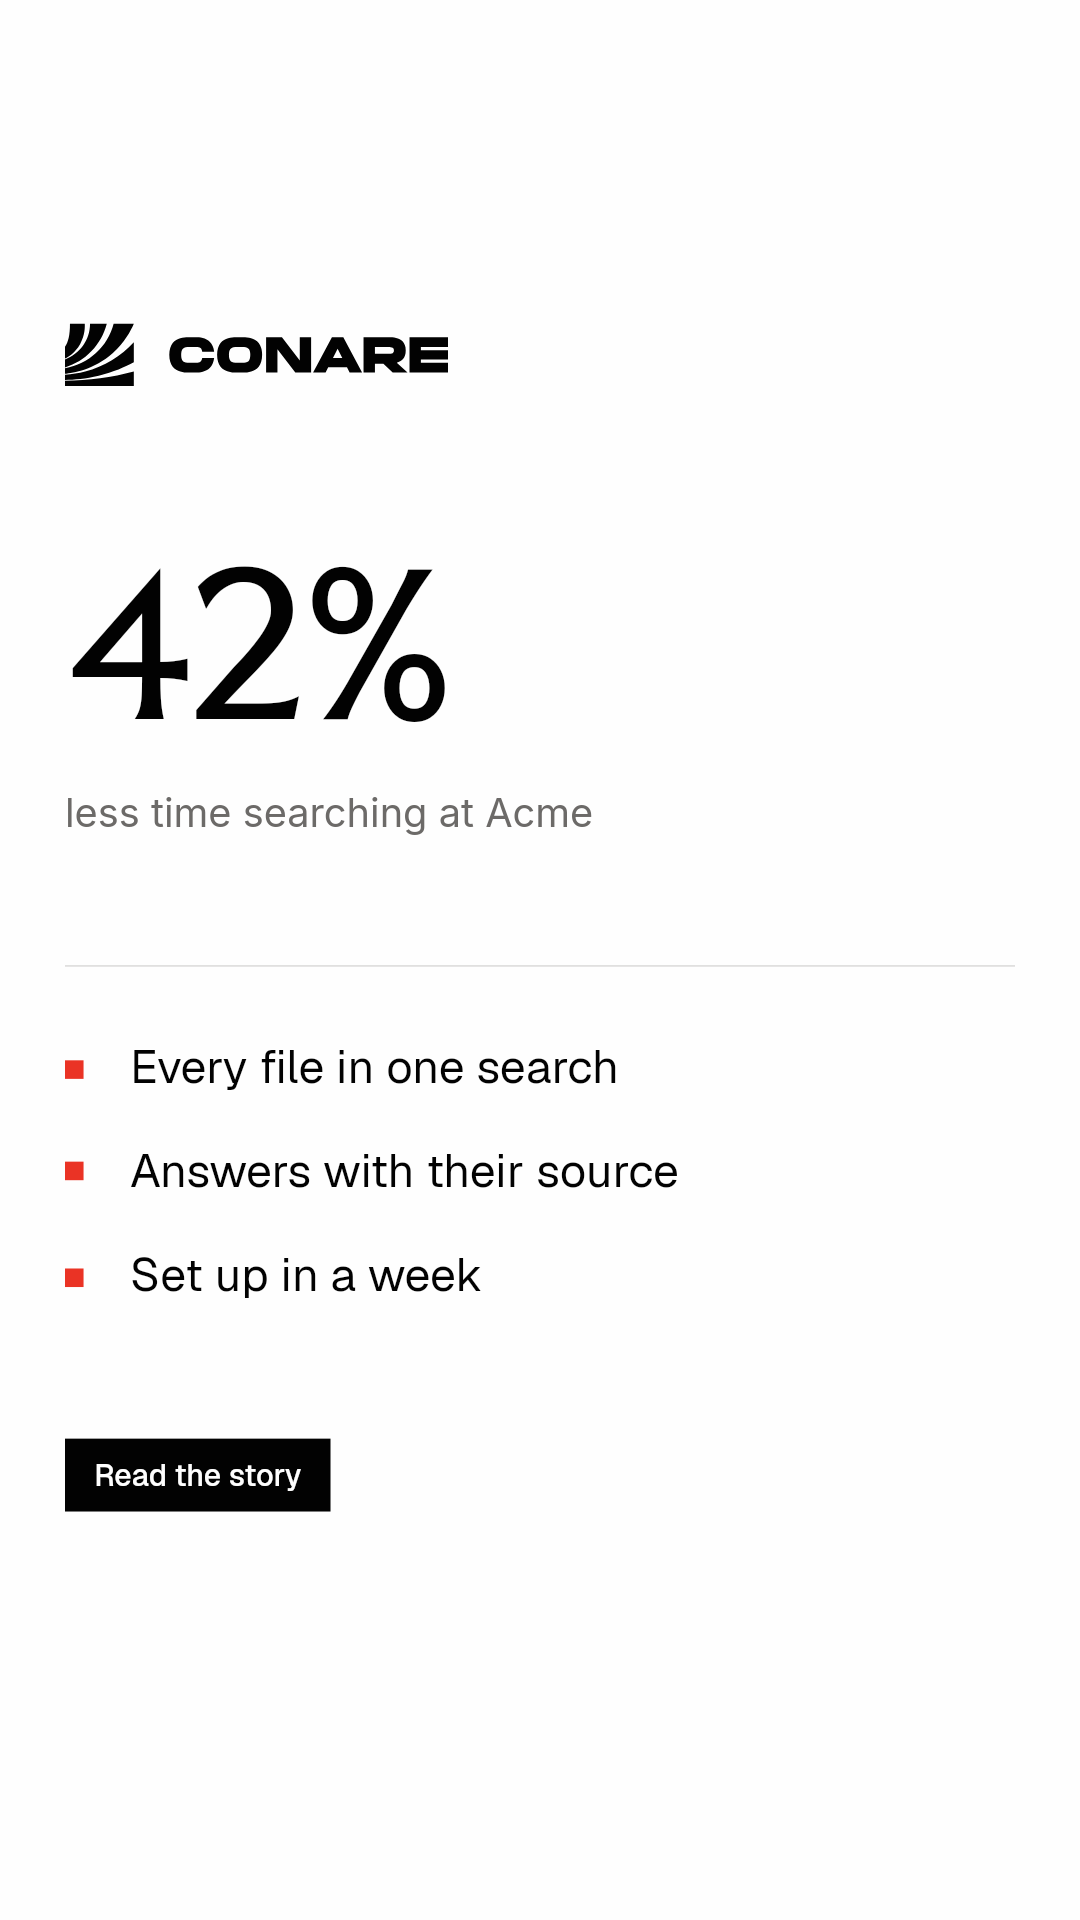 CONARE
42%
less time searching at Acme
Every file in one search
Answers with their source
Set up in a week
Read the story